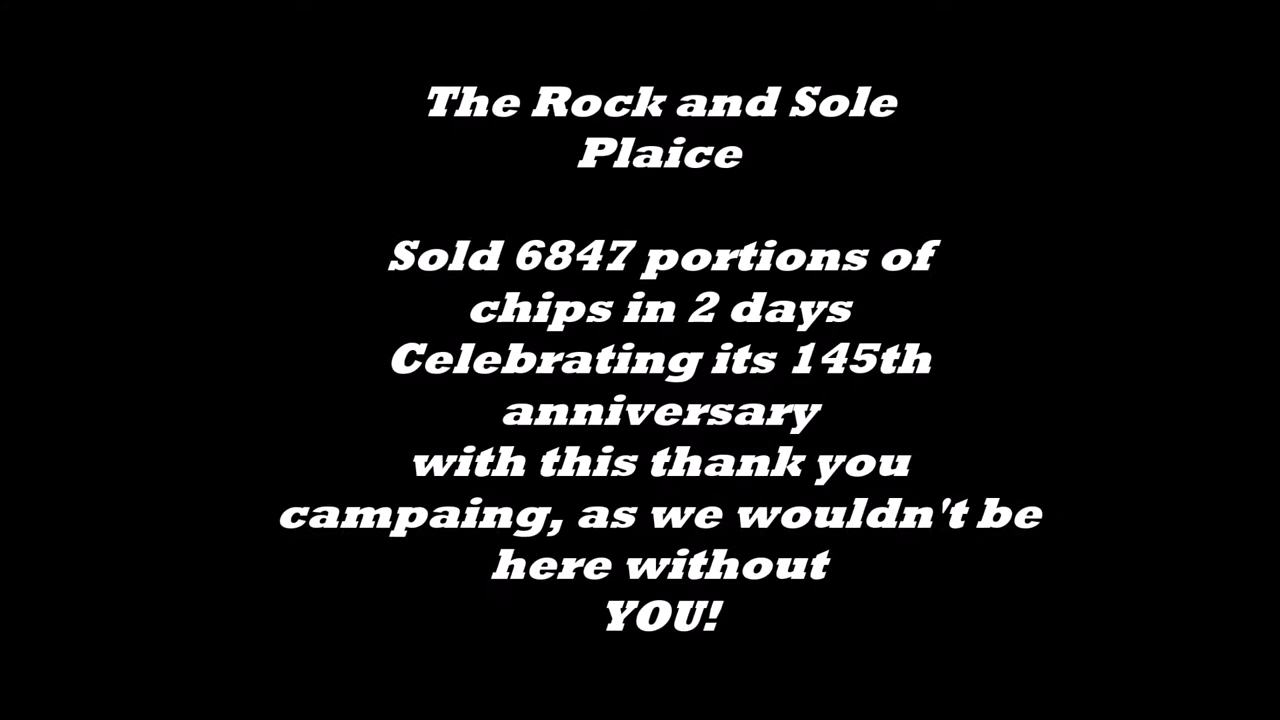 The Rock and Sole
Plaice
Sold 6847 portions of
chips in 2 days
Celebrating its 145th
anniversary
with this thank you
campaing, as we wouldn't be
here without
YOU!